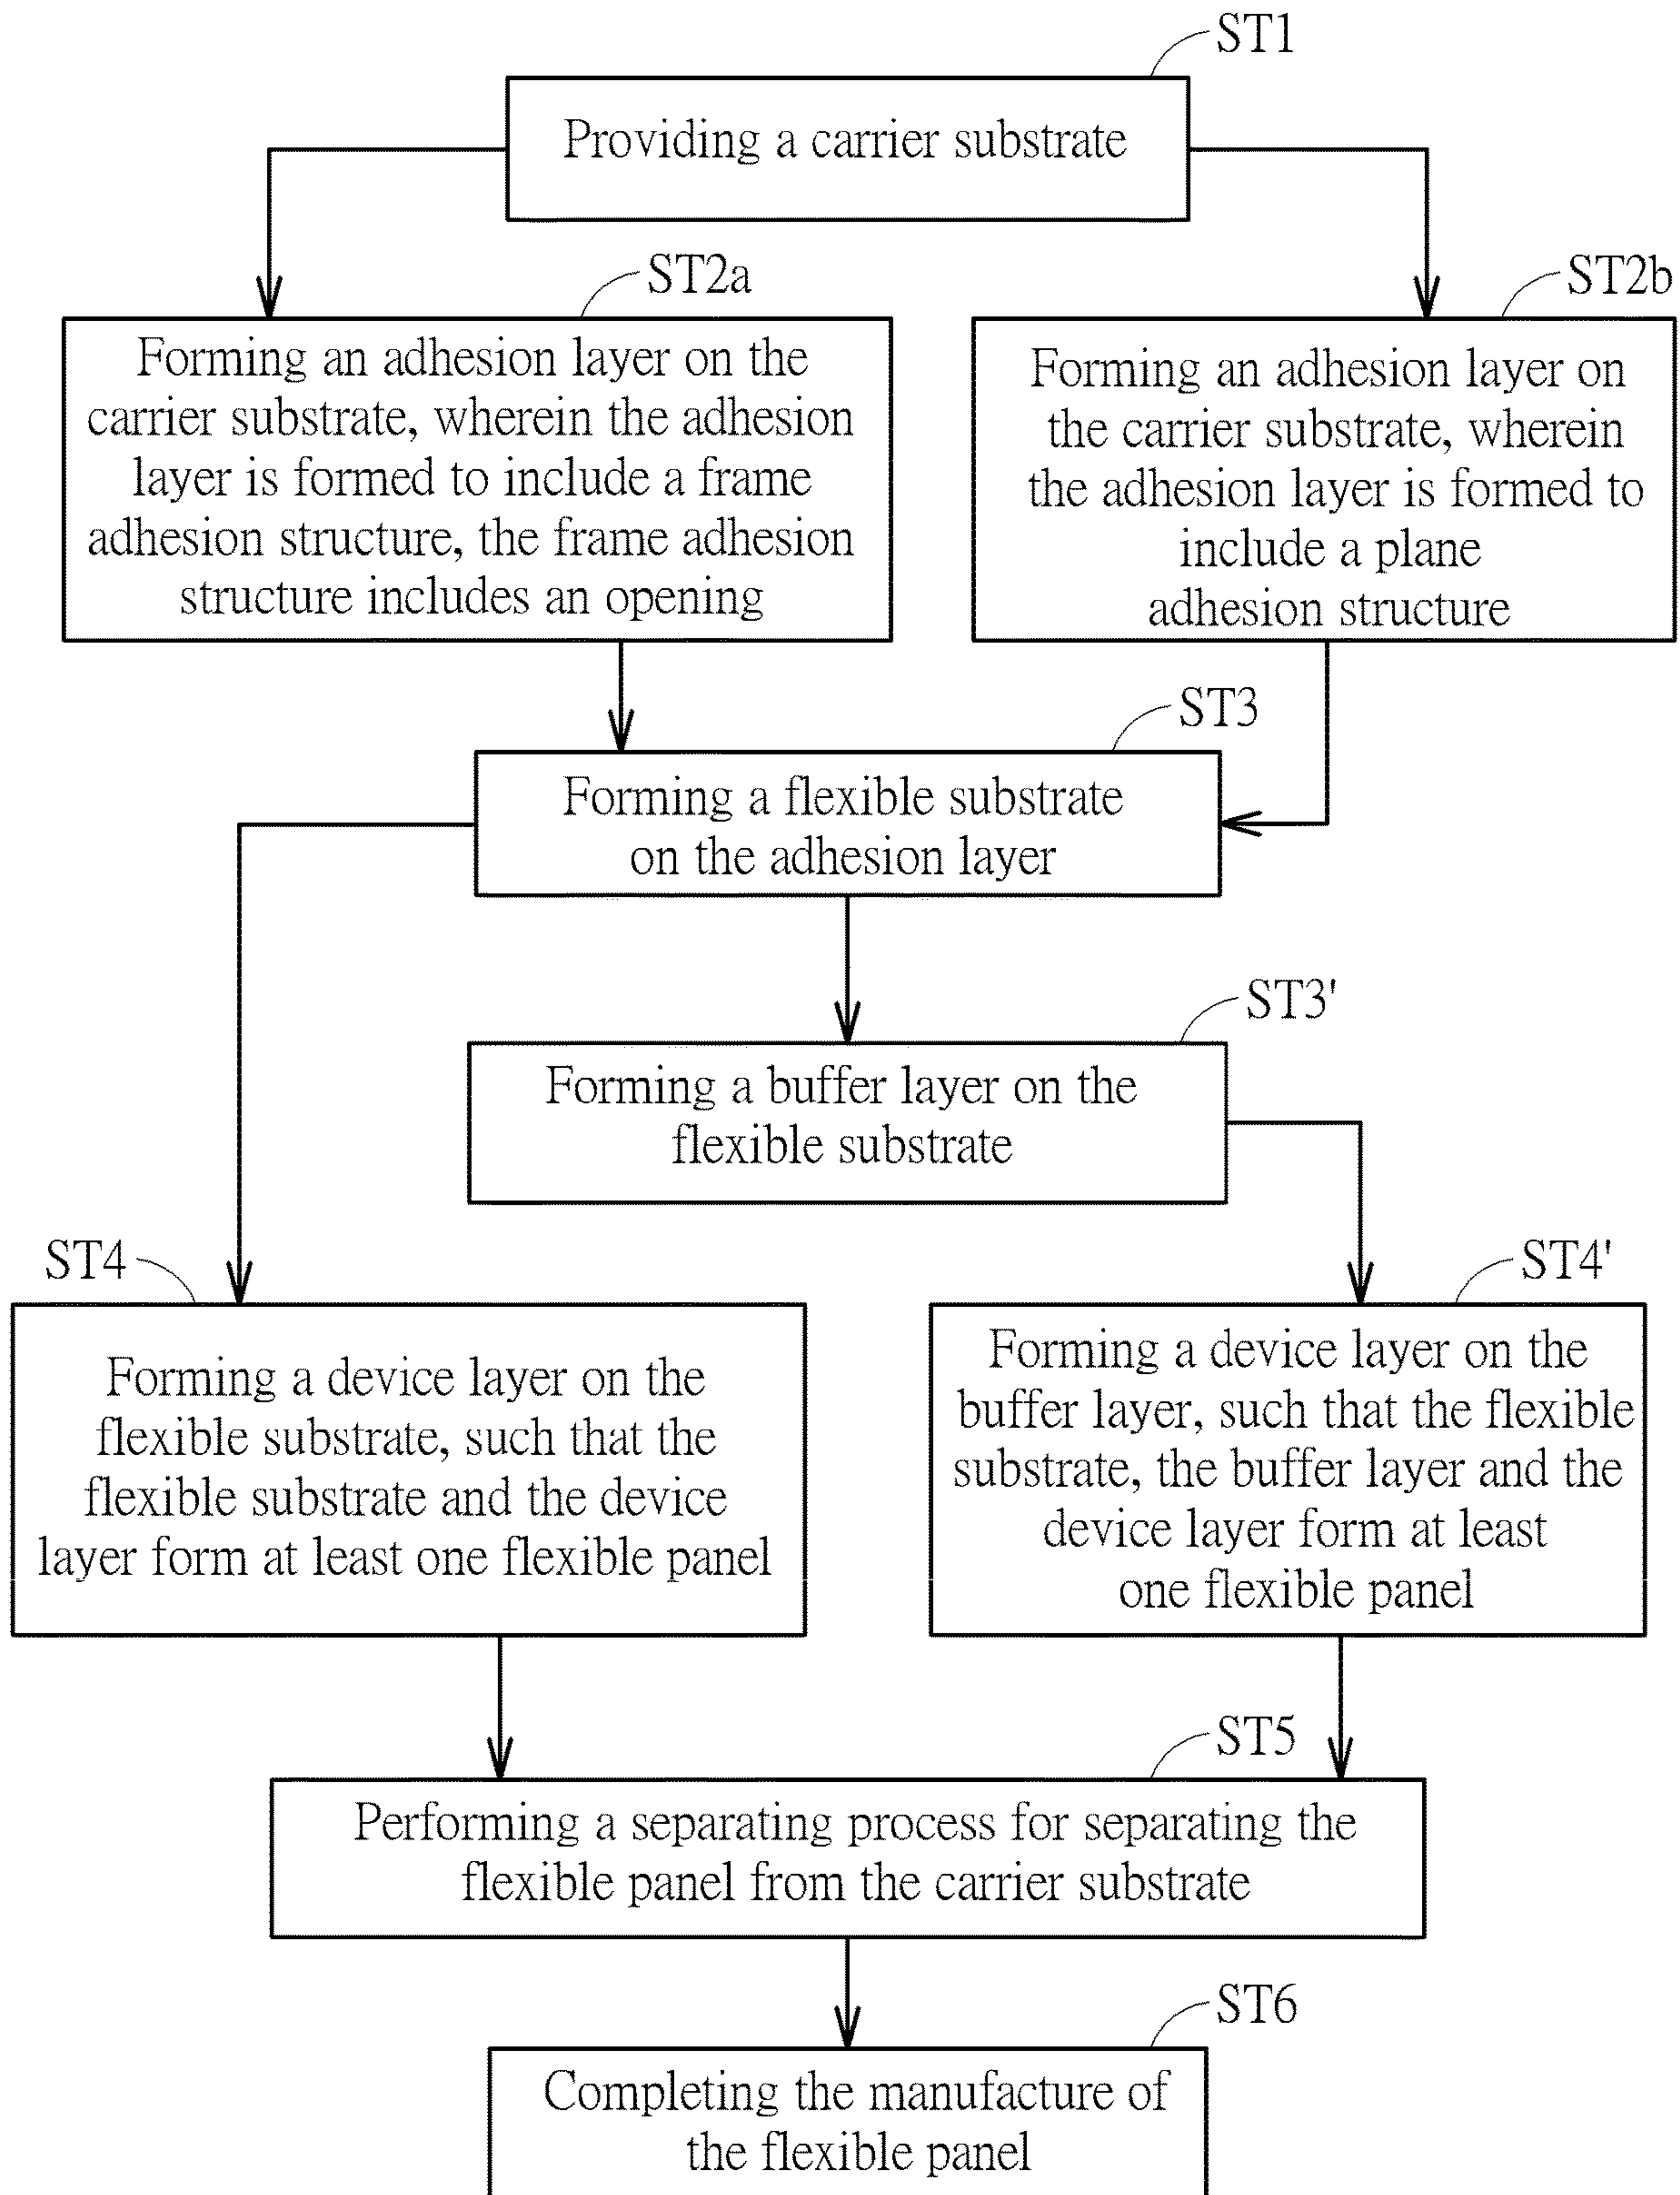 ST1
Providing a carrier substrate
ST2a
Forming an adhesion layer on the
carrier substrate, wherein the adhesion
layer is formed to include a frame
adhesion structure, the frame adhesion
structure includes an opening
ST2b
Forming an adhesion layer on
the carrier substrate, wherein
the adhesion layer is formed to
include a plane
adhesion structure
ST3
Forming a flexible substrate
on the adhesion layer
ST3'
Forming a buffer layer on the
flexible substrate
ST4
Forming a device layer on the
flexible substrate, such that the
flexible substrate and the device
layer form at least one flexible panel
ST4'
Forming a device layer on the
buffer layer, such that the flexible
substrate, the buffer layer and the
device layer form at least
one flexible panel
ST5
Performing a separating process for separating the
flexible panel from the carrier substrate
ST6
Completing the manufacture of
the flexible panel